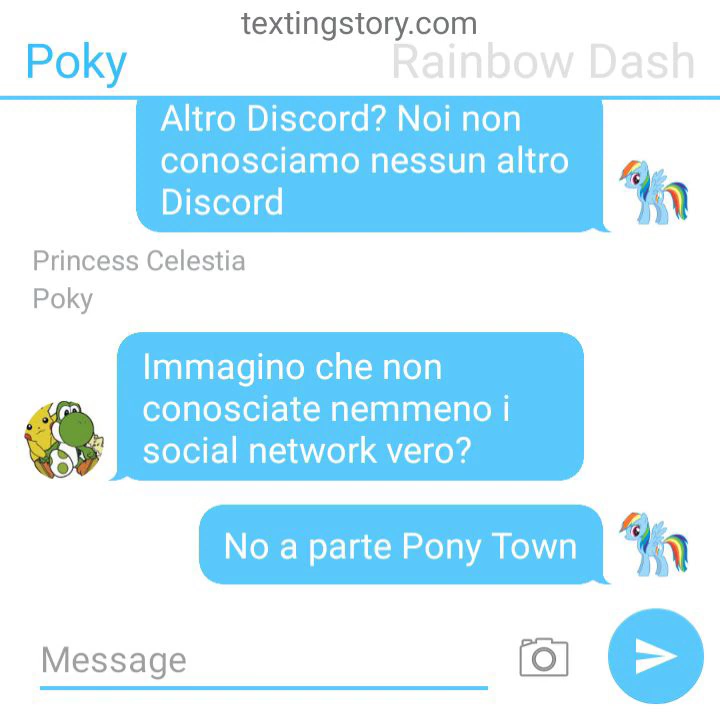 textingstory.com
Poky
Rainbow Dash
Altro Discord? Noi non
conosciamo nessun altro
Discord
Princess Celestia
Poky
Immagino che non
conosciate nemmeno i
social network vero?
No a parte Pony Town
Message